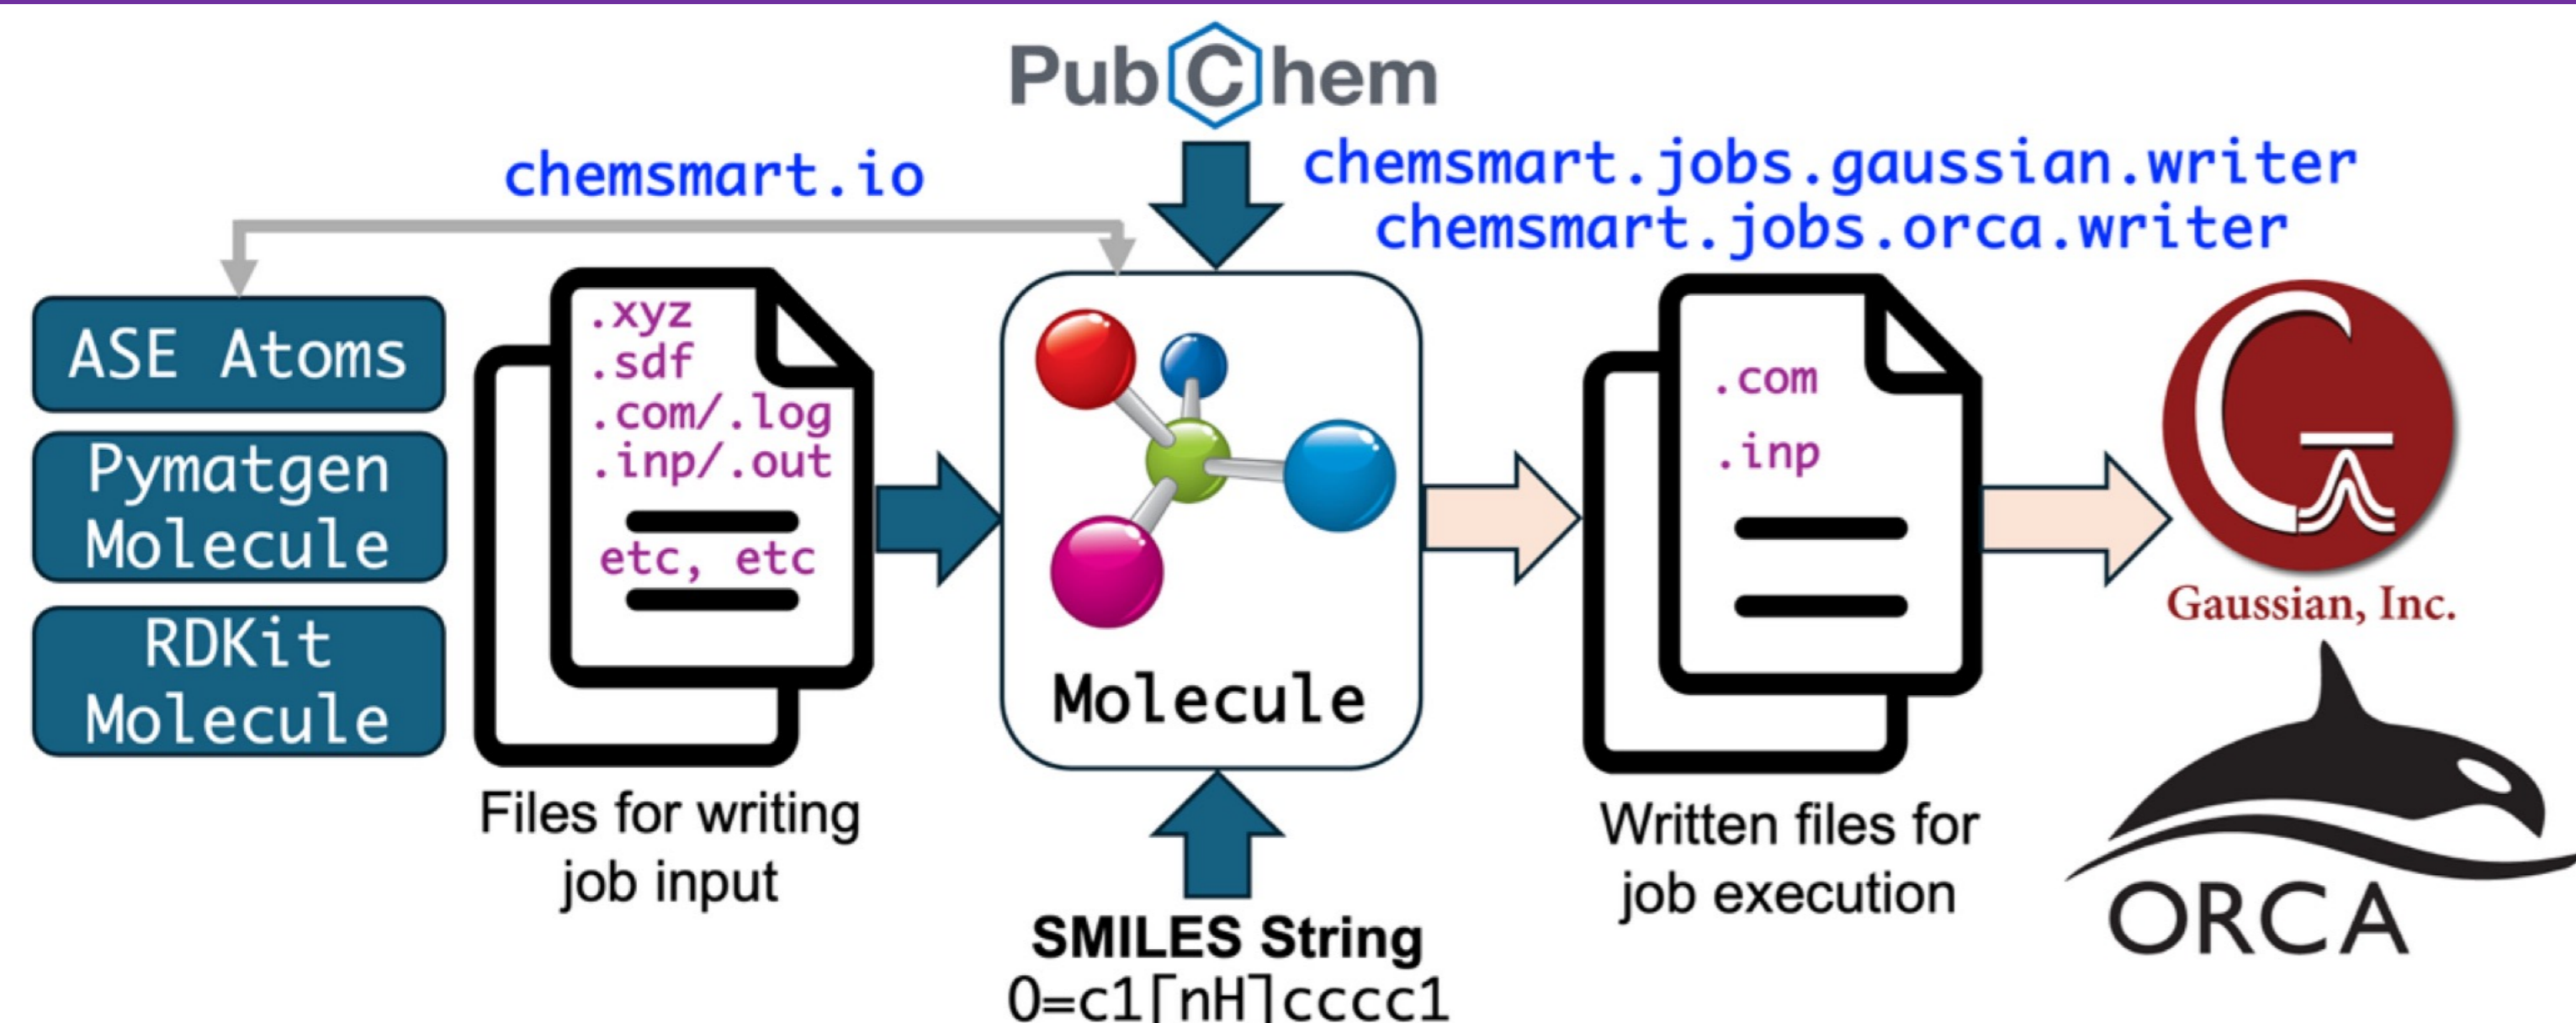 PubChem
chemsmart.io
chemsmart.jobs.gaussian.writer
chemsmart.jobs.orca.writer
ASE Atoms
Pymatgen
Molecule
RDKit
Molecule
.xyz
.sdf
.com/.log
.inp/.out
etc, etc
Files for writing
job input
Molecule
SMILES String
O=c1[nH]cccc1
.com
.inp
Written files for
job execution
Gaussian, Inc.
ORCA